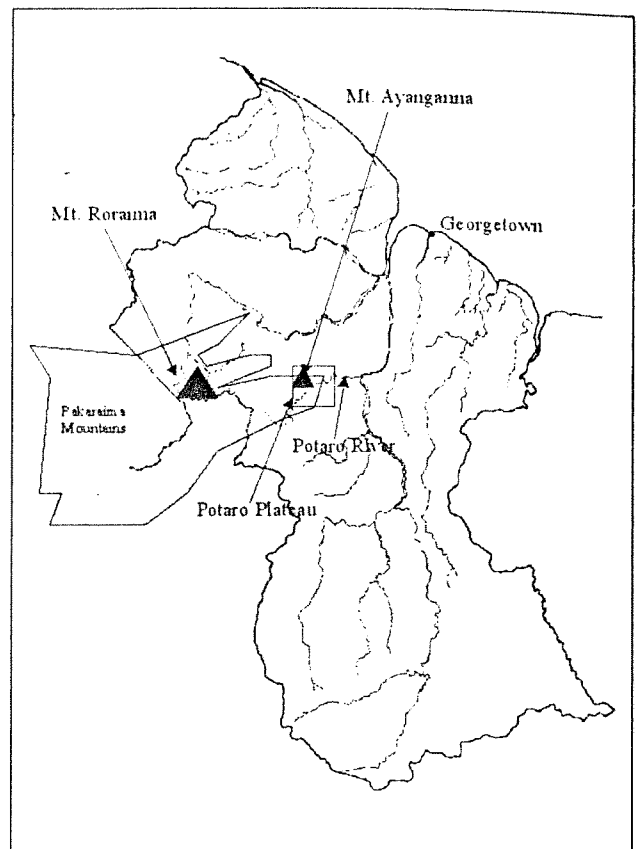 Mt. Ayanganna
Mt. Roraima
Georgetown
Pakaraima
Mountains
Potaro River
Potaro Plateau